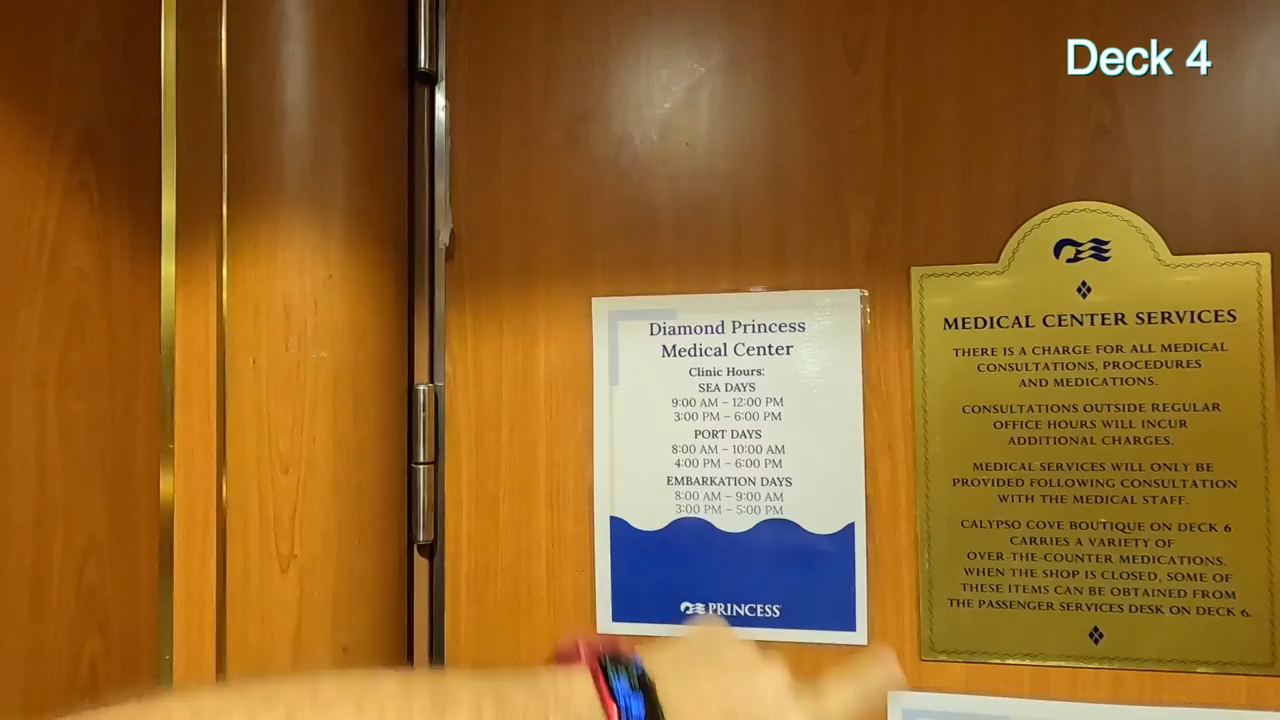 Deck 4
Diamond Princess
Medical Center
Clinic Hours:
SEA DAYS
9:00 AM – 12:00 PM
3:00 PM – 6:00 PM
PORT DAYS
8:00 AM – 10:00 AM
4:00 PM – 6:00 PM
EMBARKATION DAYS
8:00 AM – 9:00 AM
3:00 PM – 5:00 PM
PRINCESS
MEDICAL CENTER SERVICES
THERE IS A CHARGE FOR ALL MEDICAL
CONSULTATIONS, PROCEDURES
AND MEDICATIONS.
CONSULTATIONS OUTSIDE REGULAR
OFFICE HOURS WILL INCUR
ADDITIONAL CHARGES.
MEDICAL SERVICES WILL ONLY BE
PROVIDED FOLLOWING CONSULTATION
WITH THE MEDICAL STAFF.
CALYPSO COVE BOUTIQUE ON DECK 6
CARRIES A VARIETY OF
OVER-THE-COUNTER MEDICATIONS.
WHEN THE SHOP IS CLOSED, SOME OF
THESE ITEMS CAN BE OBTAINED FROM
THE PASSENGER SERVICES DESK ON DECK 6.